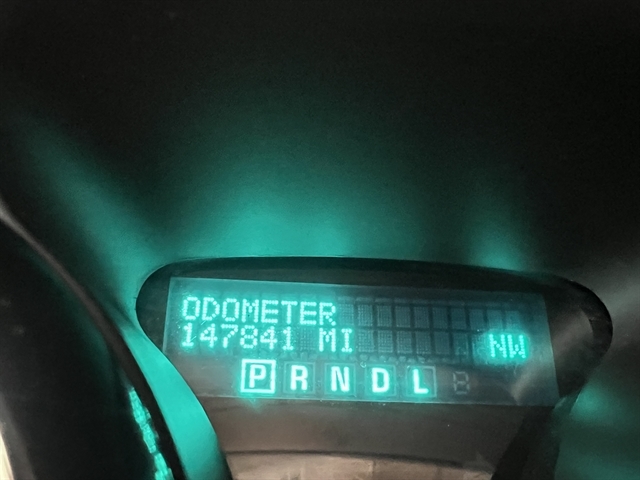 ODOMETER
147841 MI
NW
P R N D L